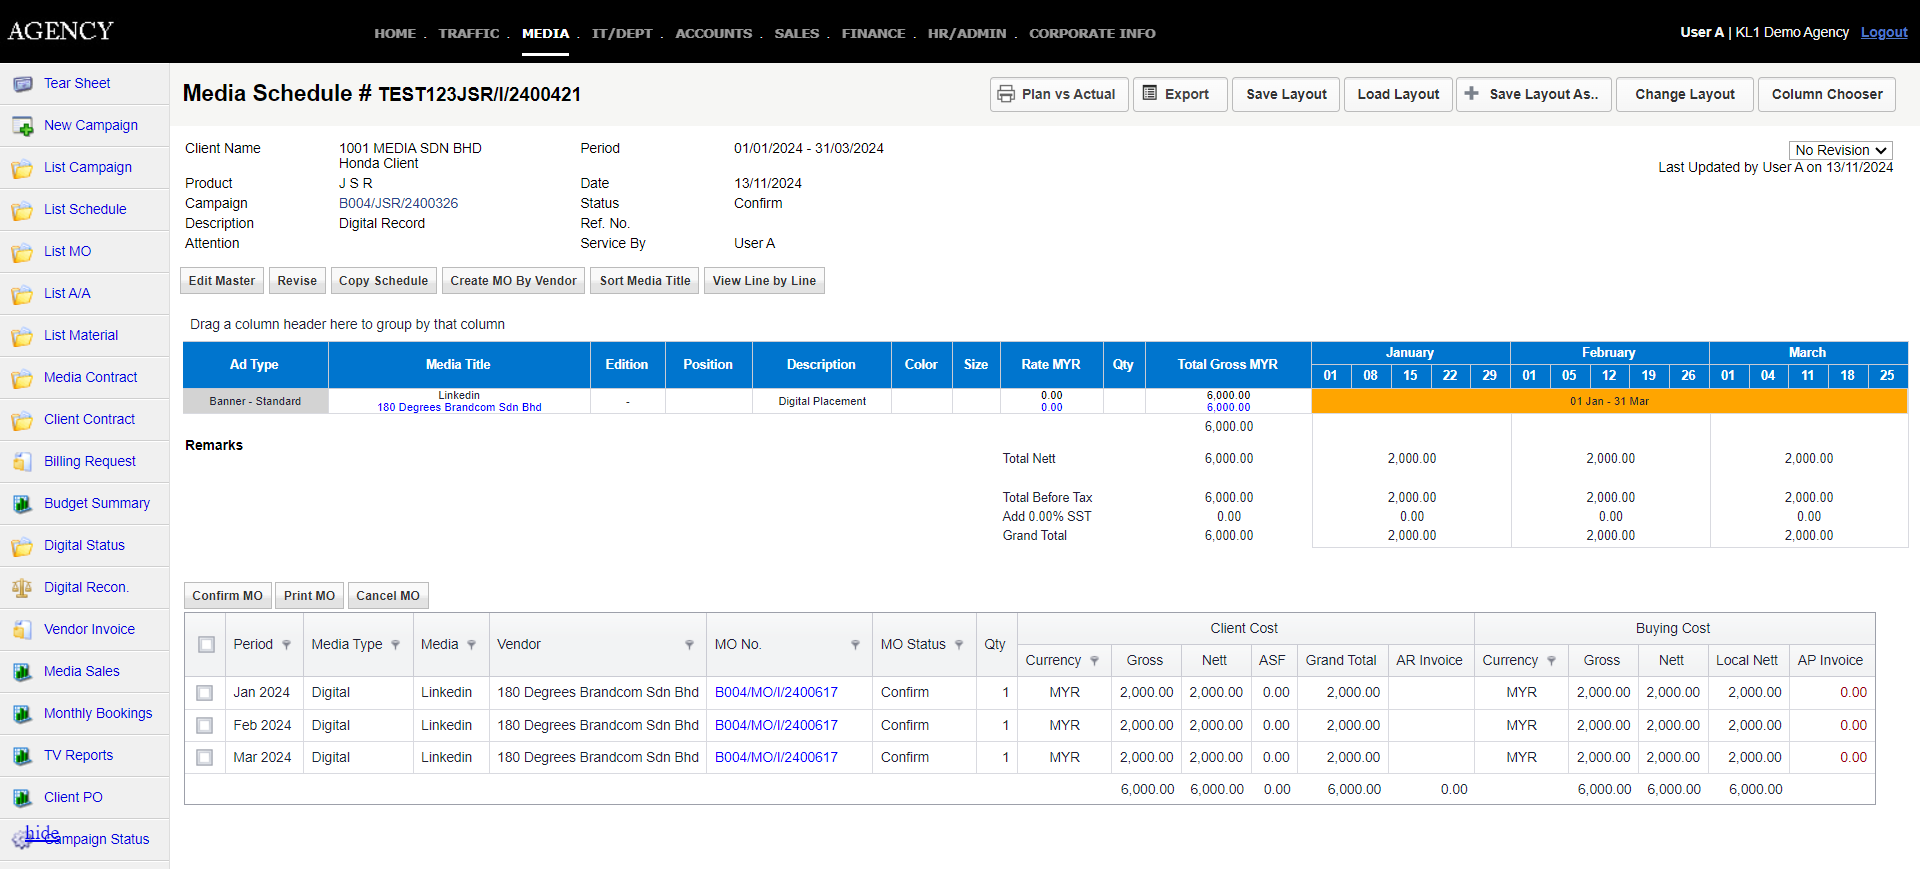 AGENCY
HOME . TRAFFIC . MEDIA . IT/DEPT . ACCOUNTS . SALES . FINANCE . HR/ADMIN . CORPORATE INFO
User A | KL1 Demo Agency Logout
Tear Sheet
New Campaign
List Campaign
List Schedule
List MO
List A/A
List Material
Media Contract
Client Contract
Billing Request
Budget Summary
Digital Status
Digital Recon.
Vendor Invoice
Media Sales
Monthly Bookings
TV Reports
Client PO
hide
Campaign Status
Media Schedule # TEST123JSR/I/2400421
Plan vs Actual Export Save Layout Load Layout Save Layout As.. Change Layout Column Chooser
Client Name 1001 MEDIA SDN BHD Period 01/01/2024 - 31/03/2024
Honda Client
No Revision
Last Updated by User A on 13/11/2024
Product J S R Date 13/11/2024
Campaign B004/JSR/2400326 Status Confirm
Description Digital Record Ref. No.
Attention Service By User A
Edit Master Revise Copy Schedule Create MO By Vendor Sort Media Title View Line by Line
Drag a column header here to group by that column
Ad Type Media Title Edition Position Description Color Size Rate MYR Qty Total Gross MYR January February March
01 08 15 22 29 01 05 12 19 26 01 04 11 18 25
Banner - Standard Linkedin - Digital Placement 0.00 6,000.00 01 Jan - 31 Mar
180 Degrees Brandcom Sdn Bhd 0.00 6,000.00
6,000.00
Remarks
Total Nett 6,000.00 2,000.00 2,000.00 2,000.00
Total Before Tax 6,000.00 2,000.00 2,000.00 2,000.00
Add 0.00% SST 0.00 0.00 0.00 0.00
Grand Total 6,000.00 2,000.00 2,000.00 2,000.00
Confirm MO Print MO Cancel MO
Period Media Type Media Vendor MO No. MO Status Qty Client Cost Buying Cost
Currency Gross Nett ASF Grand Total AR Invoice Currency Gross Nett Local Nett AP Invoice
Jan 2024 Digital Linkedin 180 Degrees Brandcom Sdn Bhd B004/MO/I/2400617 Confirm 1 MYR 2,000.00 2,000.00 0.00 2,000.00 MYR 2,000.00 2,000.00 2,000.00 0.00
Feb 2024 Digital Linkedin 180 Degrees Brandcom Sdn Bhd B004/MO/I/2400617 Confirm 1 MYR 2,000.00 2,000.00 0.00 2,000.00 MYR 2,000.00 2,000.00 2,000.00 0.00
Mar 2024 Digital Linkedin 180 Degrees Brandcom Sdn Bhd B004/MO/I/2400617 Confirm 1 MYR 2,000.00 2,000.00 0.00 2,000.00 MYR 2,000.00 2,000.00 2,000.00 0.00
6,000.00 6,000.00 0.00 6,000.00 0.00 6,000.00 6,000.00 6,000.00